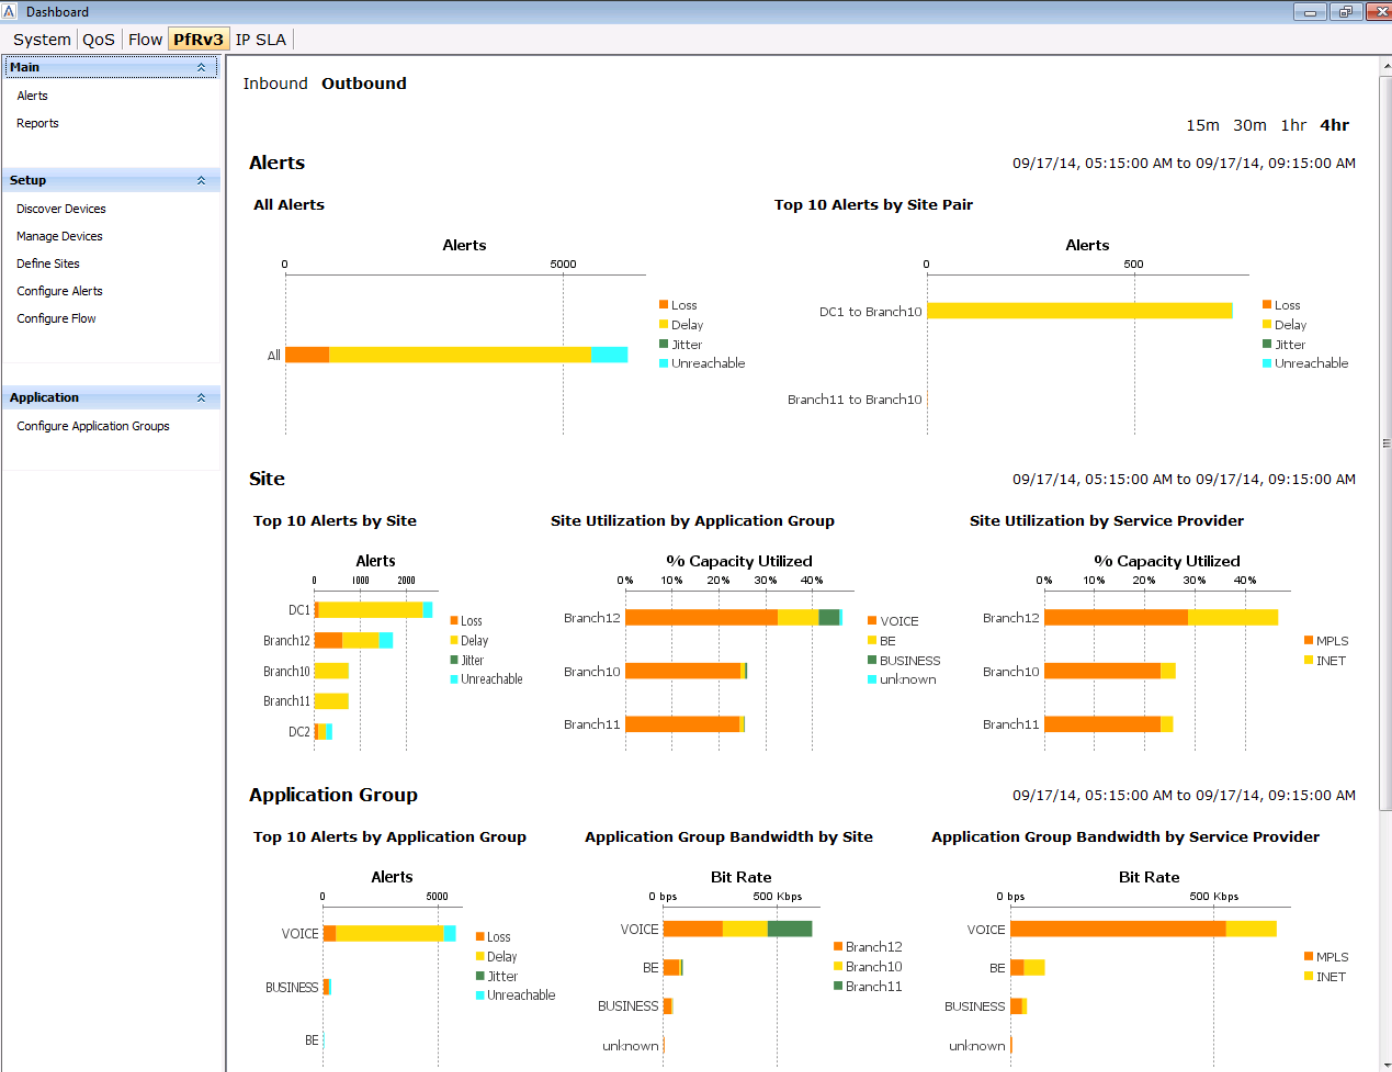 Dashboard
System QoS Flow PfRv3 IP SLA
Main
Alerts
Reports
Setup
Discover Devices
Manage Devices
Define Sites
Configure Alerts
Configure Flow
Application
Configure Application Groups
Inbound Outbound
15m 30m 1hr 4hr
Alerts
09/17/14, 05:15:00 AM to 09/17/14, 09:15:00 AM
All Alerts
Alerts
0 5000
All
Loss
Delay
Jitter
Unreachable
Top 10 Alerts by Site Pair
Alerts
0 500
DC1 to Branch10
Branch11 to Branch10
Loss
Delay
Jitter
Unreachable
Site
09/17/14, 05:15:00 AM to 09/17/14, 09:15:00 AM
Top 10 Alerts by Site
Alerts
0 1000 2000
DC1
Branch12
Branch10
Branch11
DC2
Loss
Delay
Jitter
Unreachable
Site Utilization by Application Group
% Capacity Utilized
0% 10% 20% 30% 40%
Branch12
Branch10
Branch11
VOICE
BE
BUSINESS
unknown
Site Utilization by Service Provider
% Capacity Utilized
0% 10% 20% 30% 40%
Branch12
Branch10
Branch11
MPLS
INET
Application Group
09/17/14, 05:15:00 AM to 09/17/14, 09:15:00 AM
Top 10 Alerts by Application Group
Alerts
0 5000
VOICE
BUSINESS
BE
Loss
Delay
Jitter
Unreachable
Application Group Bandwidth by Site
Bit Rate
0 bps 500 Kbps
VOICE
BE
BUSINESS
unknown
Branch12
Branch10
Branch11
Application Group Bandwidth by Service Provider
Bit Rate
0 bps 500 Kbps
VOICE
BE
BUSINESS
unknown
MPLS
INET